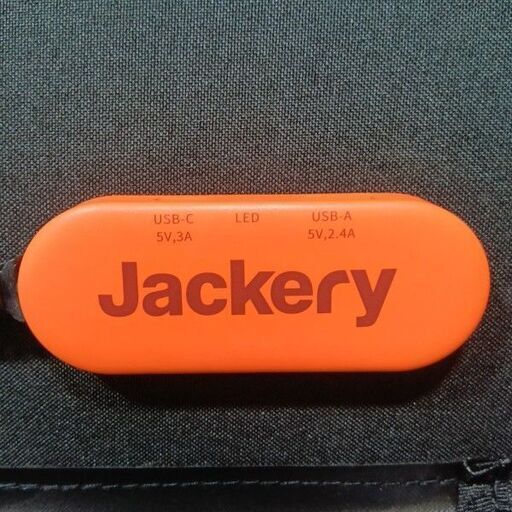 USB-C LED USB-A
5V,3A 5V,2.4A
Jackery